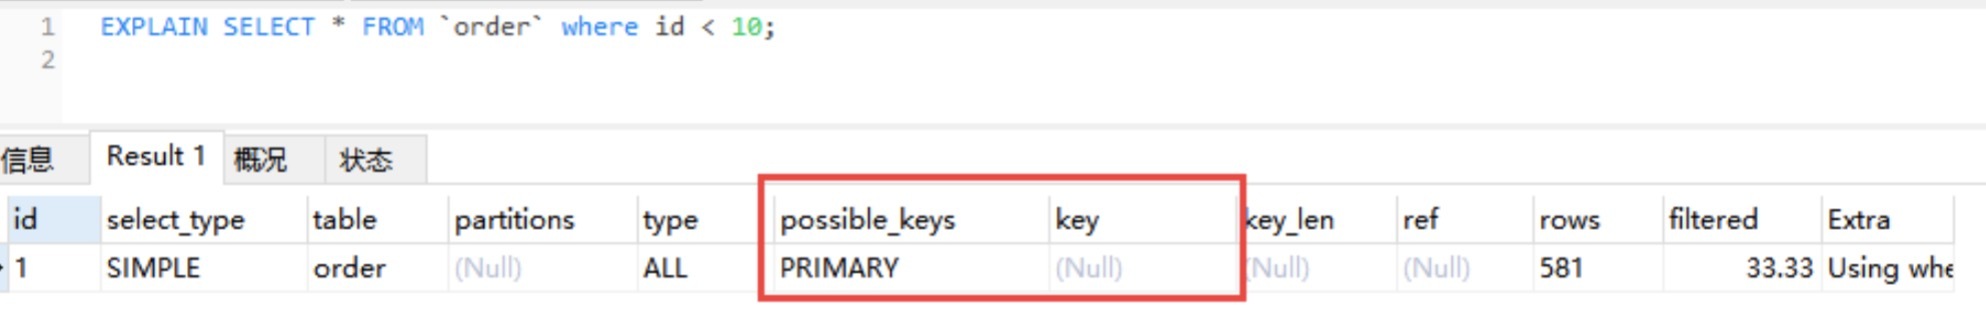 1 EXPLAIN SELECT * FROM `order` where id < 10;
2
信息 Result 1 概况 状态
id select_type table partitions type possible_keys key key_len ref rows filtered Extra
1 SIMPLE order (Null) ALL PRIMARY (Null) (Null) (Null) 581 33.33 Using whe